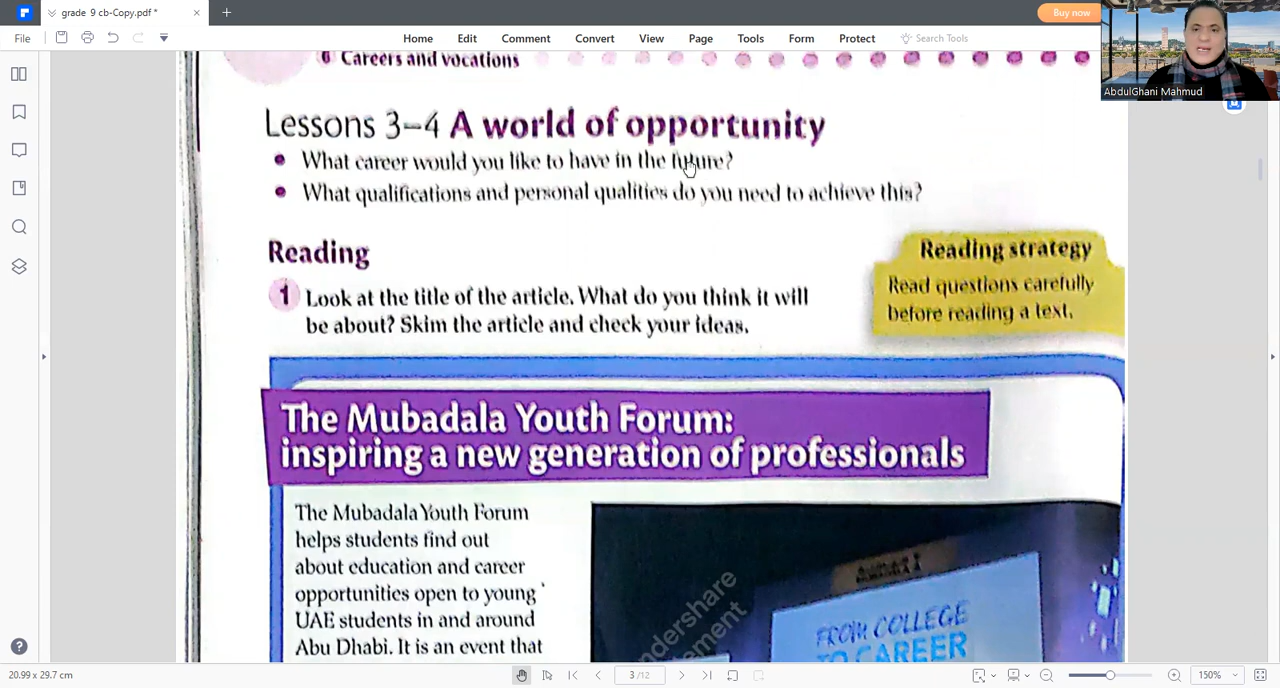 grade 9 cb-Copy.pdf *
Buy now
File
Home Edit Comment Convert View Page Tools Form Protect Search Tools
AbdulGhani Mahmud
6 Careers and vocations
Lessons 3–4 A world of opportunity
• What career would you like to have in the future?
• What qualifications and personal qualities do you need to achieve this?
Reading
Reading strategy
Read questions carefully
before reading a text.
1 Look at the title of the article. What do you think it will
be about? Skim the article and check your ideas.
The Mubadala Youth Forum:
inspiring a new generation of professionals
The Mubadala Youth Forum
helps students find out
about education and career
opportunities open to young
UAE students in and around
Abu Dhabi. It is an event that
FROM COLLEGE
TO CAREER
20.99 x 29.7 cm
3 /12
150%